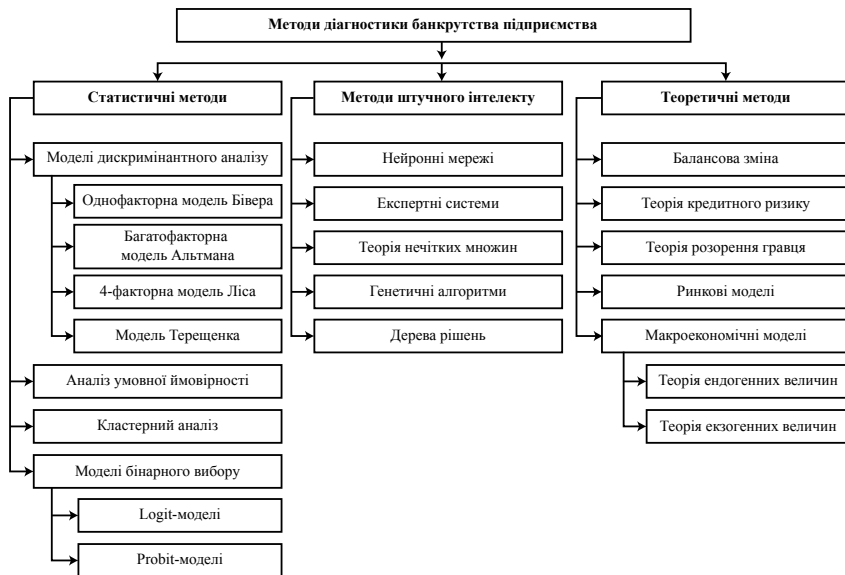 Методи діагностики банкрутства підприємства
Статистичні методи
Моделі дискримінантного аналізу
Однофакторна модель Бівера
Багатофакторна
модель Альтмана
4-факторна модель Ліса
Модель Терещенка
Аналіз умовної ймовірності
Кластерний аналіз
Моделі бінарного вибору
Logit-моделі
Probit-моделі
Методи штучного інтелекту
Нейронні мережі
Експертні системи
Теорія нечітких множин
Генетичні алгоритми
Дерева рішень
Теоретичні методи
Балансова зміна
Теорія кредитного ризику
Теорія розорення гравця
Ринкові моделі
Макроекономічні моделі
Теорія ендогенних величин
Теорія екзогенних величин